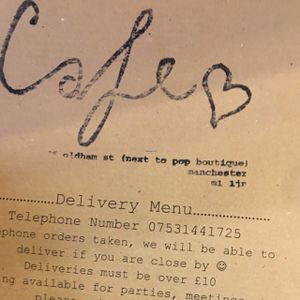 Cafe
oldham st (next to pop boutique)
manchester
m1 1jr
Delivery Menu
Telephone Number 07531441725
phone orders taken, we will be able to
deliver if you are close by ☺
Deliveries must be over £10
ng available for parties, meetings